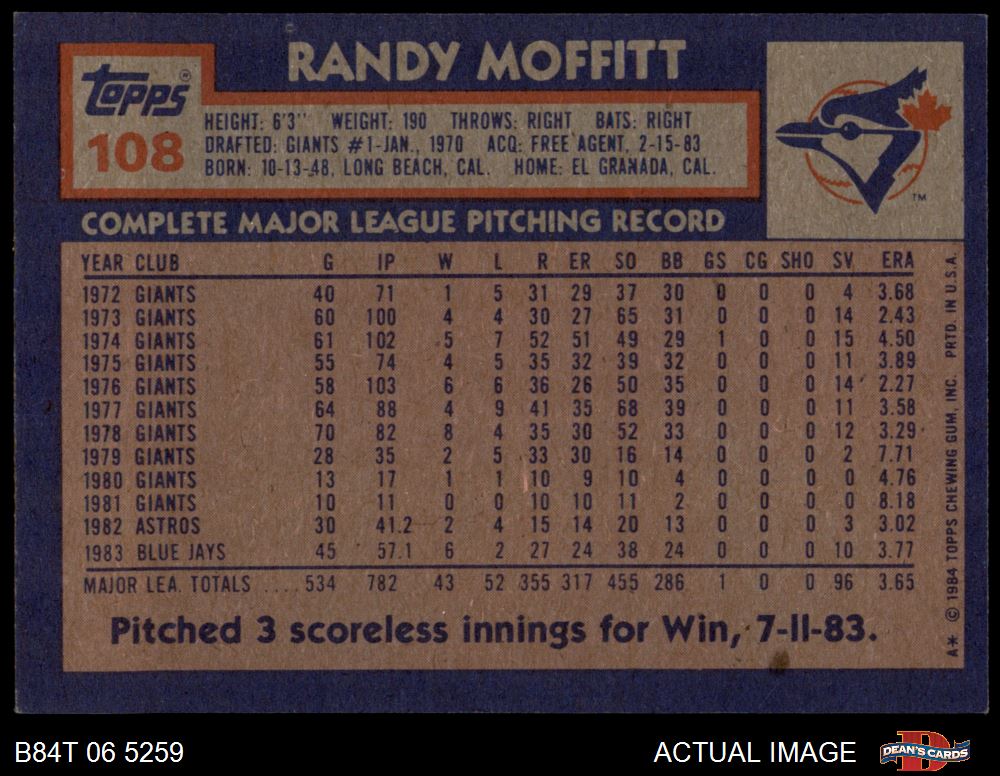 RANDY MOFFITT
Topps®
108
HEIGHT: 6'3" WEIGHT: 190 THROWS: RIGHT BATS: RIGHT
DRAFTED: GIANTS #1-JAN., 1970 ACQ: FREE AGENT, 2-15-83
BORN: 10-13-48, LONG BEACH, CAL. HOME: EL GRANADA, CAL.
TM
COMPLETE MAJOR LEAGUE PITCHING RECORD
YEAR CLUB G IP W L R ER SO BB GS CG SHO SV ERA
1972 GIANTS 40 71 1 5 31 29 37 30 0 0 0 4 3.68
1973 GIANTS 60 100 4 4 30 27 65 31 0 0 0 14 2.43
1974 GIANTS 61 102 5 7 52 51 49 29 1 0 0 15 4.50
1975 GIANTS 55 74 4 5 35 32 39 32 0 0 0 11 3.89
1976 GIANTS 58 103 6 6 36 26 50 35 0 0 0 14 2.27
1977 GIANTS 64 88 4 9 41 35 68 39 0 0 0 11 3.58
1978 GIANTS 70 82 8 4 35 30 52 33 0 0 0 12 3.29
1979 GIANTS 28 35 2 5 33 30 16 14 0 0 0 2 7.71
1980 GIANTS 13 17 1 1 10 9 10 4 0 0 0 0 4.76
1981 GIANTS 10 11 0 0 10 10 11 2 0 0 0 0 8.18
1982 ASTROS 30 41.2 2 4 15 14 20 13 0 0 0 3 3.02
1983 BLUE JAYS 45 57.1 6 2 27 24 38 24 0 0 0 10 3.77
MAJOR LEA. TOTALS .... 534 782 43 52 355 317 455 286 1 0 0 96 3.65
Pitched 3 scoreless innings for Win, 7-11-83.
A* © 1984 TOPPS CHEWING GUM, INC. PRTD. IN U.S.A.
B84T 06 5259
ACTUAL IMAGE
D
DEAN'S CARDS